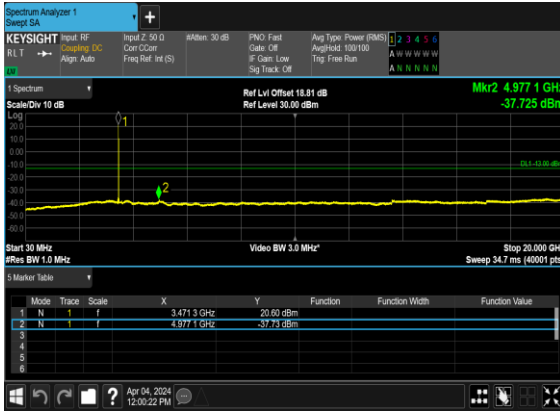 Spectrum Analyzer 1
Swept SA
+
KEYSIGHT Input: RF Input Z: 50 Ω #Atten: 30 dB PNO: Fast Avg Type: Power (RMS) 1 2 3 4 5 6
RLT Coupling: DC Corr CCorr Gate: Off Avg|Hold: 100/100 A W W W W W
Align: Auto Freq Ref: Int (S) IF Gain: Low Trig: Free Run
Sig Track: Off A N N N N N
1 Spectrum Ref Lvl Offset 18.81 dB Mkr2 4.977 1 GHz
Scale/Div 10 dB Ref Level 30.00 dBm -37.725 dBm
Log
20.0
10.0
0.00
-10.0
-20.0
-30.0
-40.0
-50.0
-60.0
1
2
DL1 -13.00 dBm
Start 30 MHz Video BW 3.0 MHz* Stop 20.000 GHz
#Res BW 1.0 MHz Sweep 34.7 ms (40001 pts)
5 Marker Table
Mode Trace Scale X Y Function Function Width Function Value
1 N 1 f 3.471 3 GHz 20.60 dBm
2 N 1 f 4.977 1 GHz -37.73 dBm
3
4
5
6
? Apr 04, 2024
12:00:22 PM